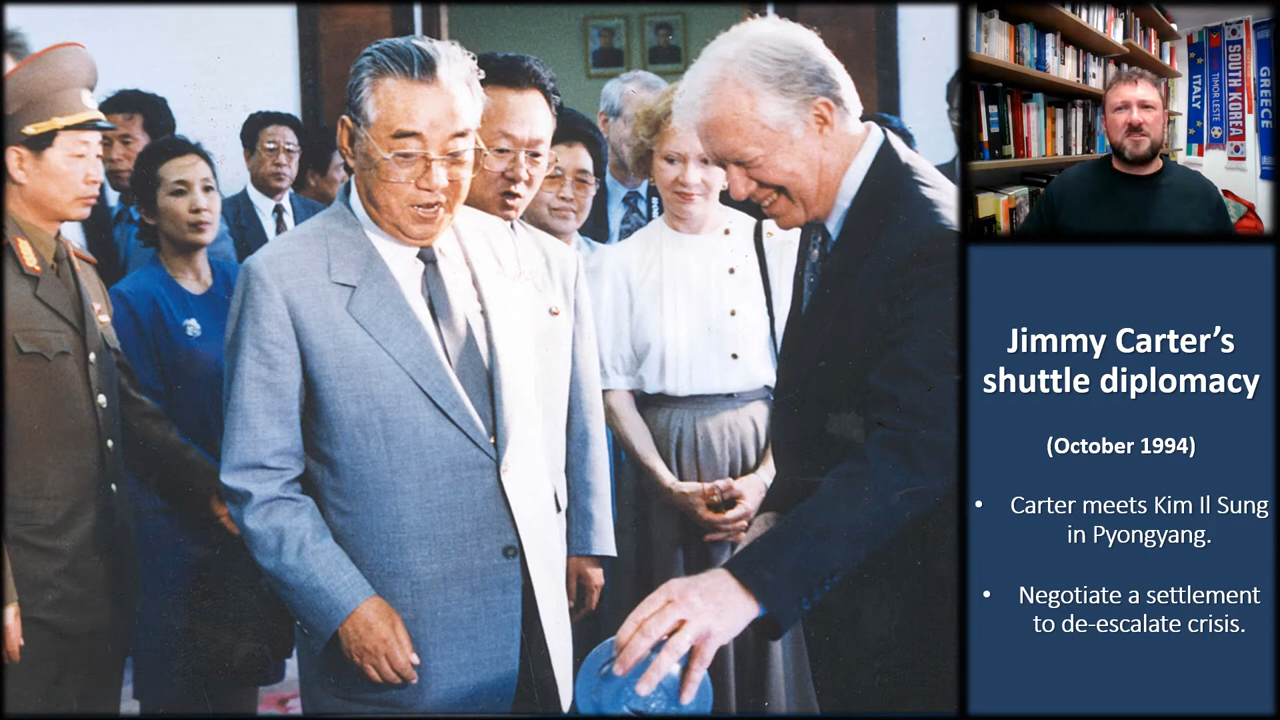 ITALY
TIMOR LESTE
SOUTH KOREA
GREECE
Jimmy Carter’s
shuttle diplomacy
(October 1994)
• Carter meets Kim Il Sung
in Pyongyang.
• Negotiate a settlement
to de-escalate crisis.